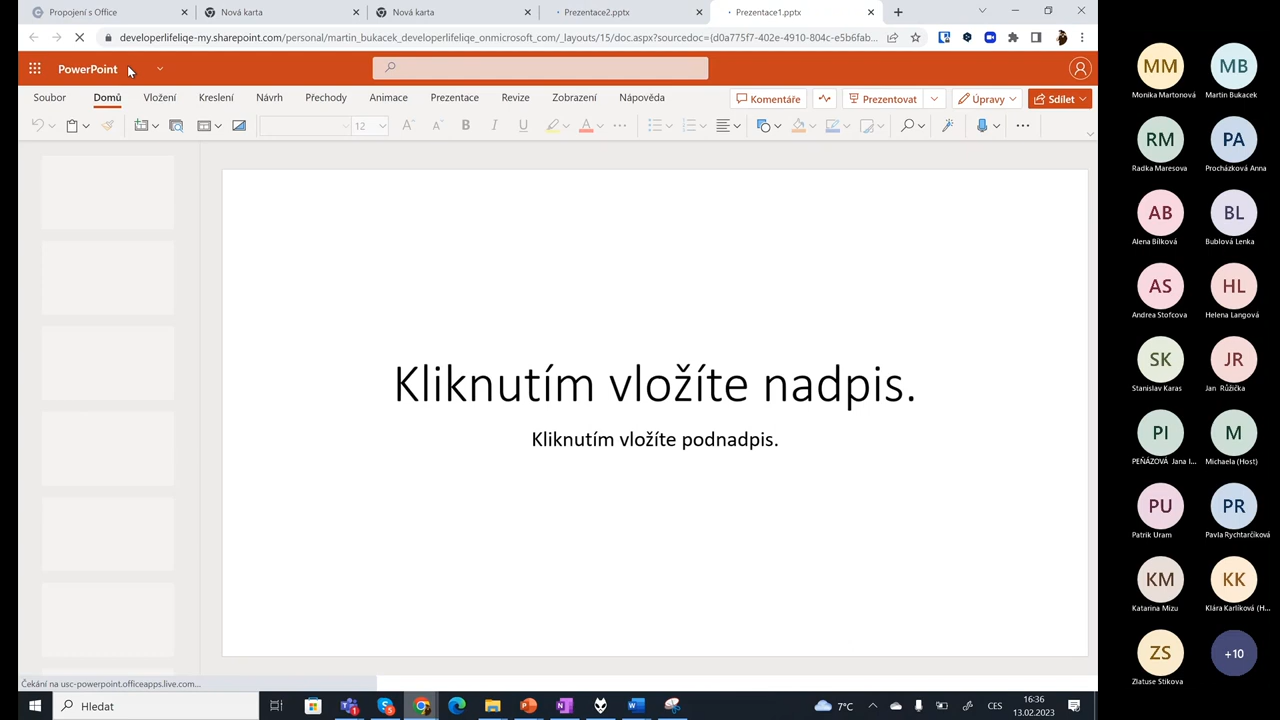 Propojení s Office
Nová karta
Nová karta
Prezentace2.pptx
Prezentace1.pptx
developerlifeliqe-my.sharepoint.com/personal/martin_bukacek_developerlifeliqe_onmicrosoft_com/_layouts/15/doc.aspx?sourcedoc={d0a775f7-402e-4910-804c-e5b6fab...
PowerPoint
Soubor
Domů
Vložení
Kreslení
Návrh
Přechody
Animace
Prezentace
Revize
Zobrazení
Nápověda
Komentáře
Prezentovat
Úpravy
Sdílet
12
Kliknutím vložíte nadpis.
Kliknutím vložíte podnadpis.
Čekání na usc-powerpoint.officeapps.live.com...
Hledat
7°C
CES
16:36
13.02.2023
MM
MB
Monika Martonová
Martin Bukacek
RM
PA
Radka Maresova
Procházková Anna
AB
BL
Alena Bílková
Bublová Lenka
AS
HL
Andrea Stofcova
Helena Langová
SK
JR
Stanislav Karas
Jan Růžička
PI
M
PEŇÁZOVÁ Jana I...
Michaela (Host)
PU
PR
Patrik Uram
Pavla Rychtarčíková
KM
KK
Katarina Mizu
Klára Karlíková (H...
ZS
+10
Zlatuse Stikova